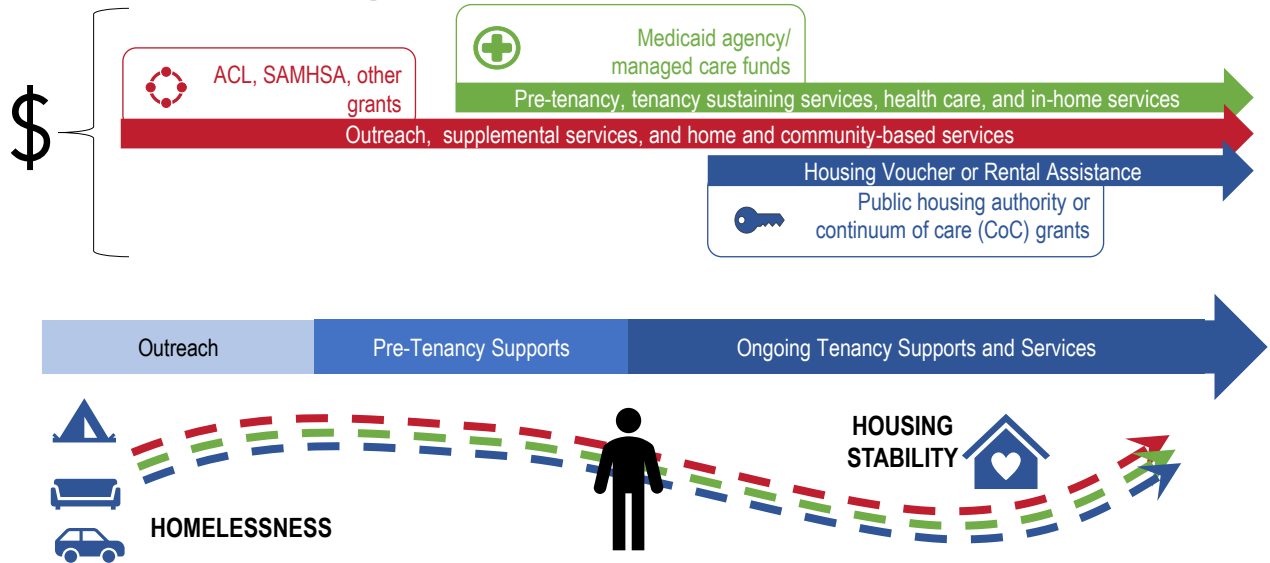 $
Medicaid agency/
managed care funds
ACL, SAMHSA, other
grants
Pre-tenancy, tenancy sustaining services, health care, and in-home services
Outreach, supplemental services, and home and community-based services
Housing Voucher or Rental Assistance
Public housing authority or
continuum of care (CoC) grants
Outreach
Pre-Tenancy Supports
Ongoing Tenancy Supports and Services
HOUSING
STABILITY
HOMELESSNESS